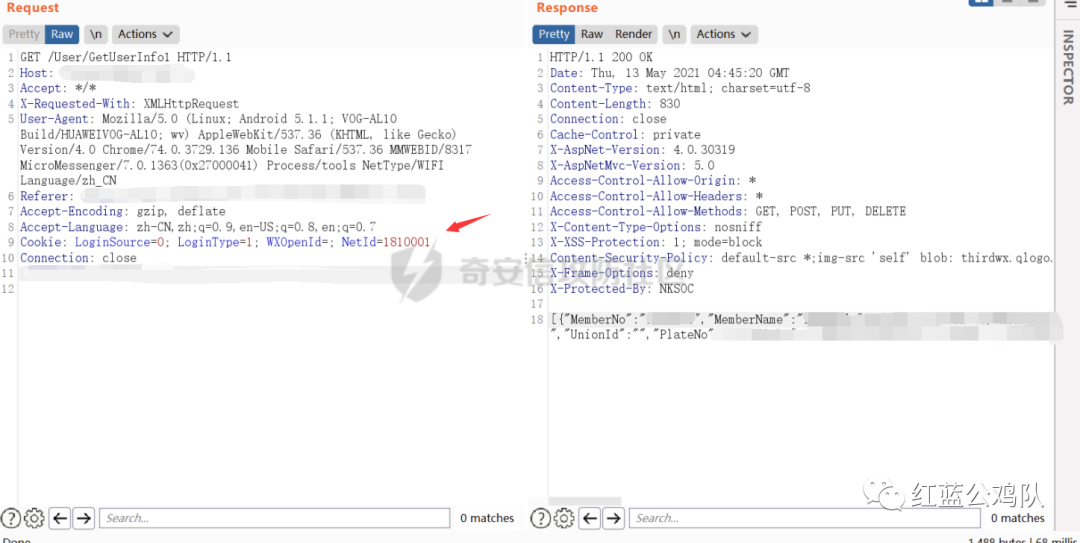 Request
Pretty Raw \n Actions
1 GET /User/GetUserInfo1 HTTP/1.1
2 Host:
3 Accept: */*
4 X-Requested-With: XMLHttpRequest
5 User-Agent: Mozilla/5.0 (Linux; Android 5.1.1; VOG-AL10
Build/HUAWEIVOG-AL10; wv) AppleWebKit/537.36 (KHTML, like Gecko)
Version/4.0 Chrome/74.0.3729.136 Mobile Safari/537.36 MMWEBID/8317
MicroMessenger/7.0.1363(0x27000041) Process/tools NetType/WIFI
Language/zh_CN
6 Referer:
7 Accept-Encoding: gzip, deflate
8 Accept-Language: zh-CN,zh;q=0.9,en-US;q=0.8,en;q=0.7
9 Cookie: LoginSource=0; LoginType=1; WXOpenId=; NetId=1810001
10 Connection: close
11
12
Search...
0 matches
Response
Pretty Raw Render \n Actions
1 HTTP/1.1 200 OK
2 Date: Thu, 13 May 2021 04:45:20 GMT
3 Content-Type: text/html; charset=utf-8
4 Content-Length: 830
5 Connection: close
6 Cache-Control: private
7 X-AspNet-Version: 4.0.30319
8 X-AspNetMvc-Version: 5.0
9 Access-Control-Allow-Origin: *
10 Access-Control-Allow-Headers: *
11 Access-Control-Allow-Methods: GET, POST, PUT, DELETE
12 X-Content-Type-Options: nosniff
13 X-XSS-Protection: 1; mode=block
14 Content-Security-Policy: default-src *;img-src 'self' blob: thirdwx.qlogo.
15 X-Frame-Options: deny
16 X-Protected-By: NKSOC
17
18 [{"MemberNo":" ","MemberName":"
","UnionId":"","PlateNo"
Search...
0 matches
INSPECTOR
奇安信攻防社区
红蓝公鸡队
Done
1,488 bytes | 68 millis